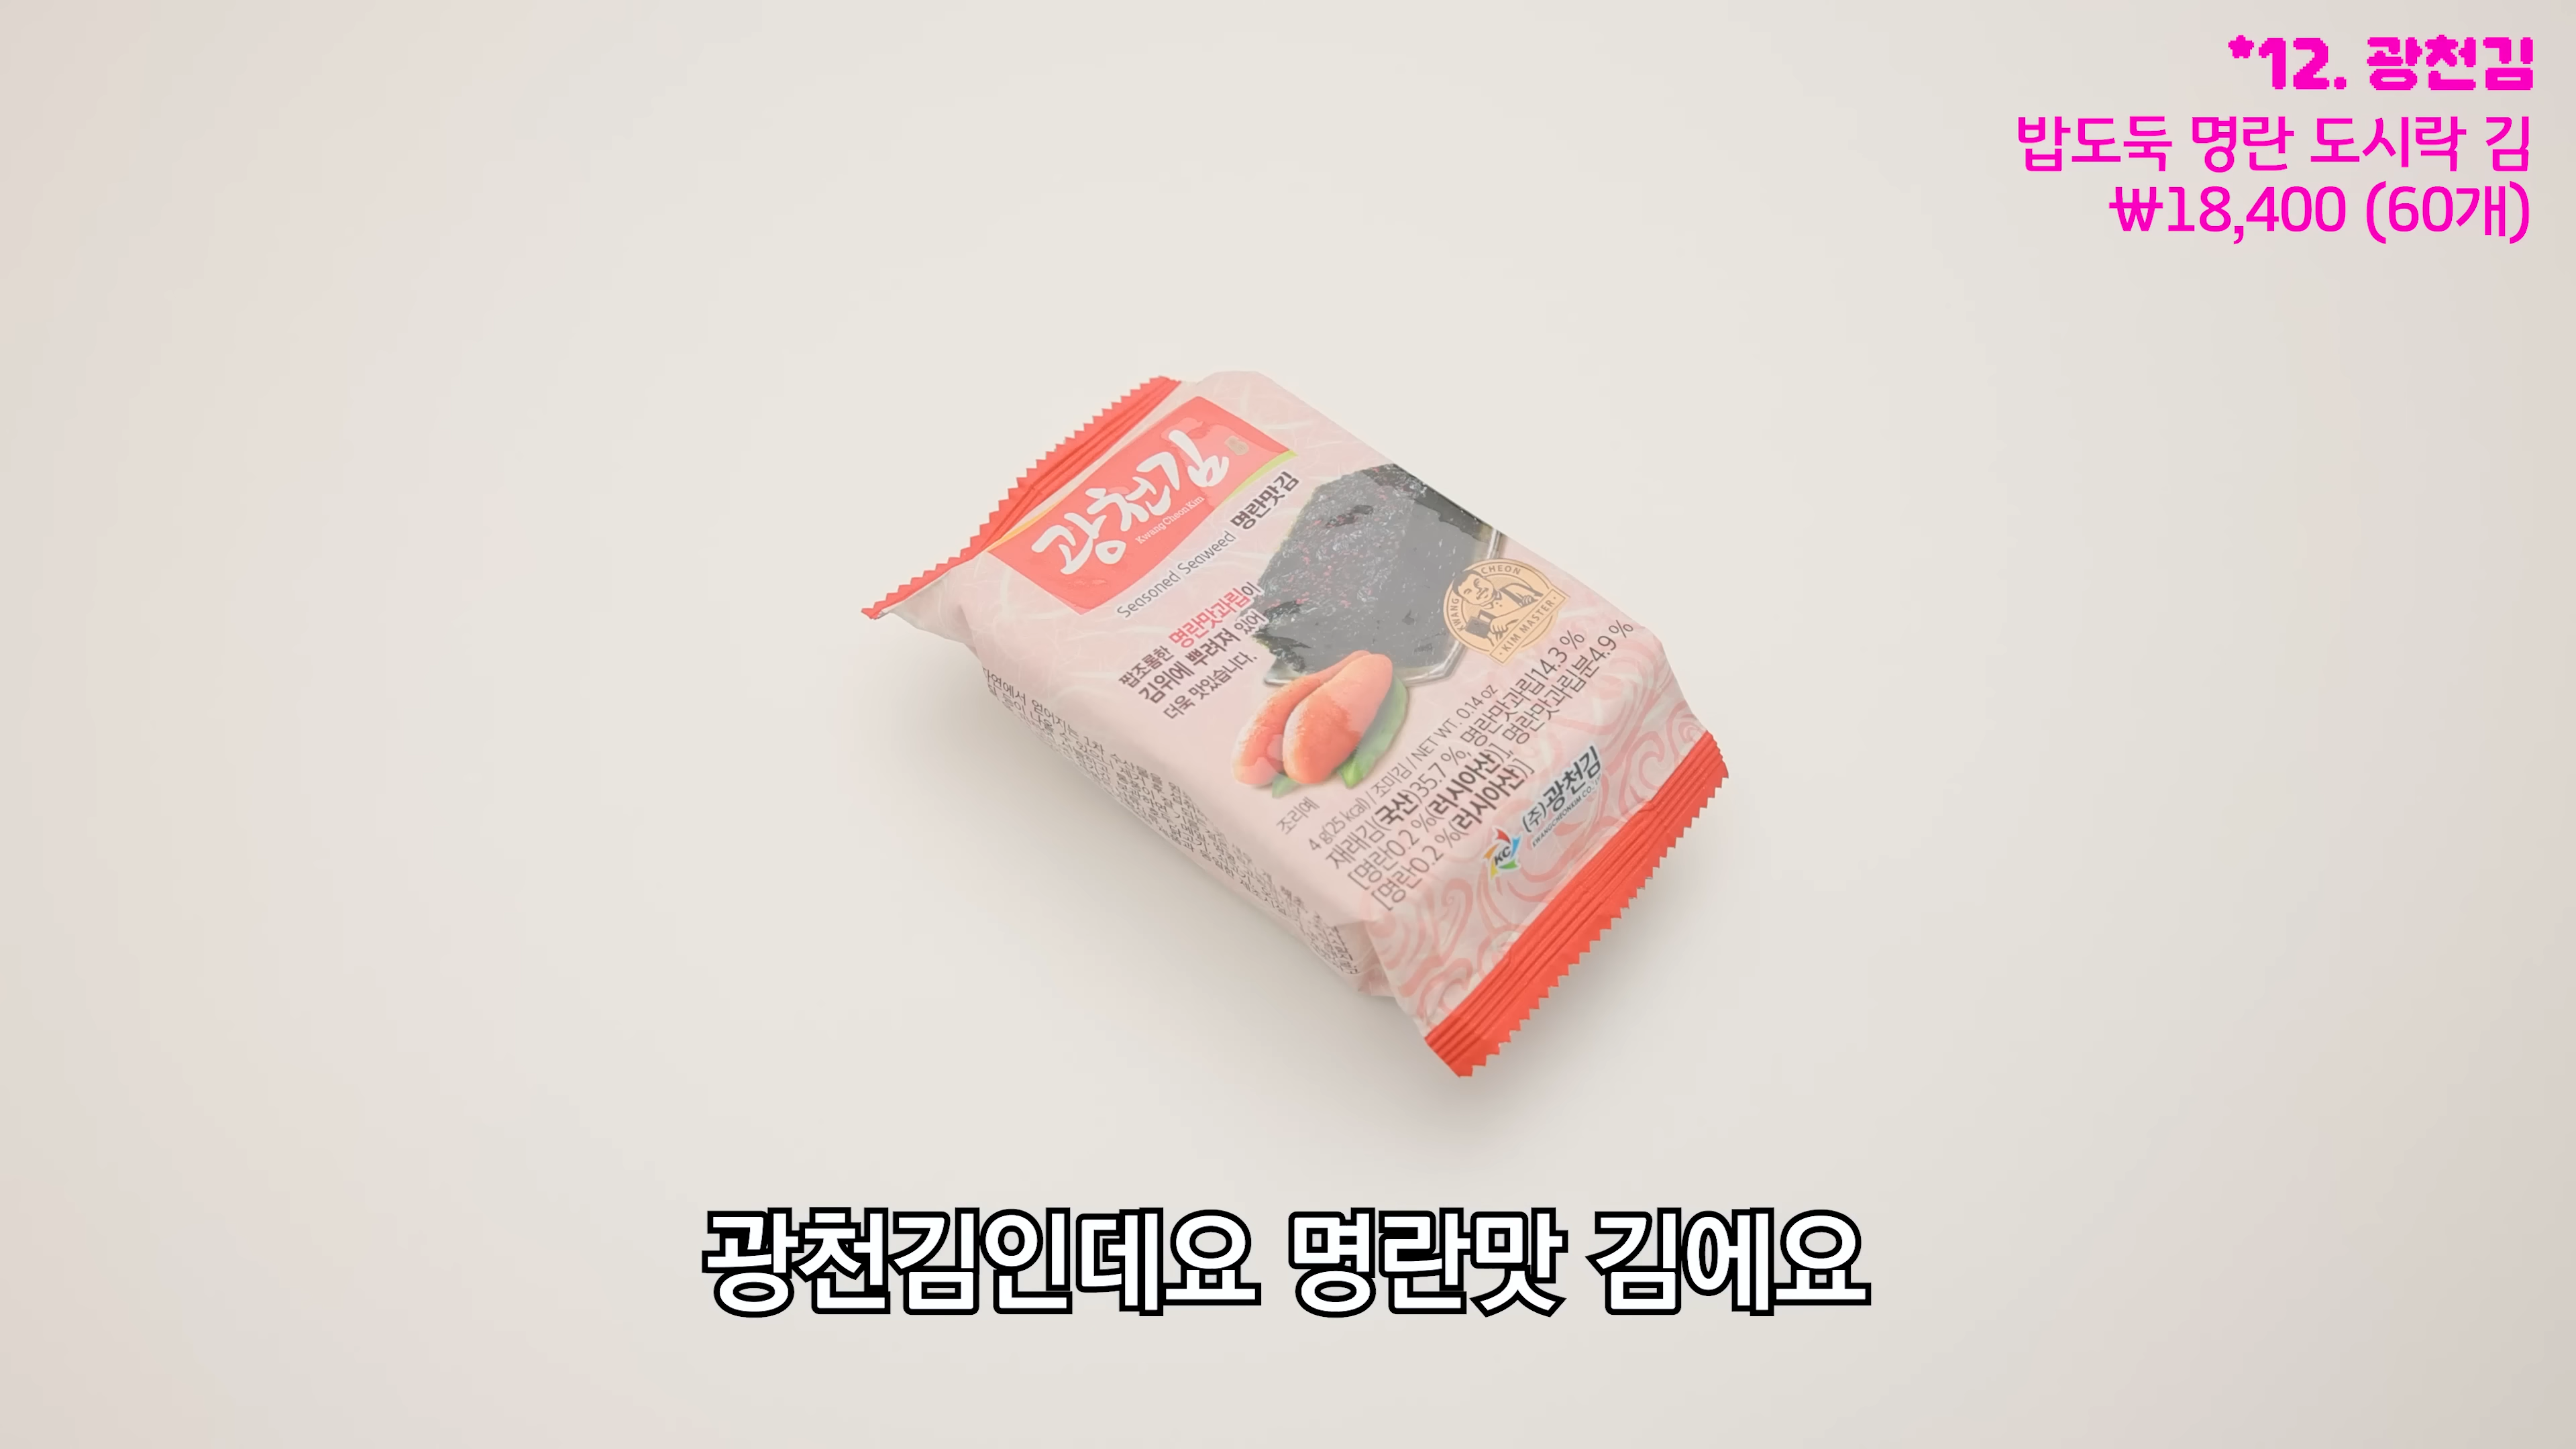 *12. 광천김
밥도둑 명란 도시락 김
₩18,400 (60개)
광천김
Kwang Cheon Kim
Seasoned Seaweed 명란맛김
짭조롬한 명란맛과립이
김위에 뿌려져 있어
더욱 맛있습니다.
KWANG CHEON
KIM MASTER
조리예
4 g(25 kcal) / 조미김 / NET WT. 0.14 oz
재래김(국산)35.7 %, 명란맛과립14.3 %
[명란0.2 %(러시아산)], 명란맛과립분4.9 %
[명란0.2 %(러시아산)]
KC
(주)광천김
KWANGCHEONKIM CO.
광천김인데요 명란맛 김에요